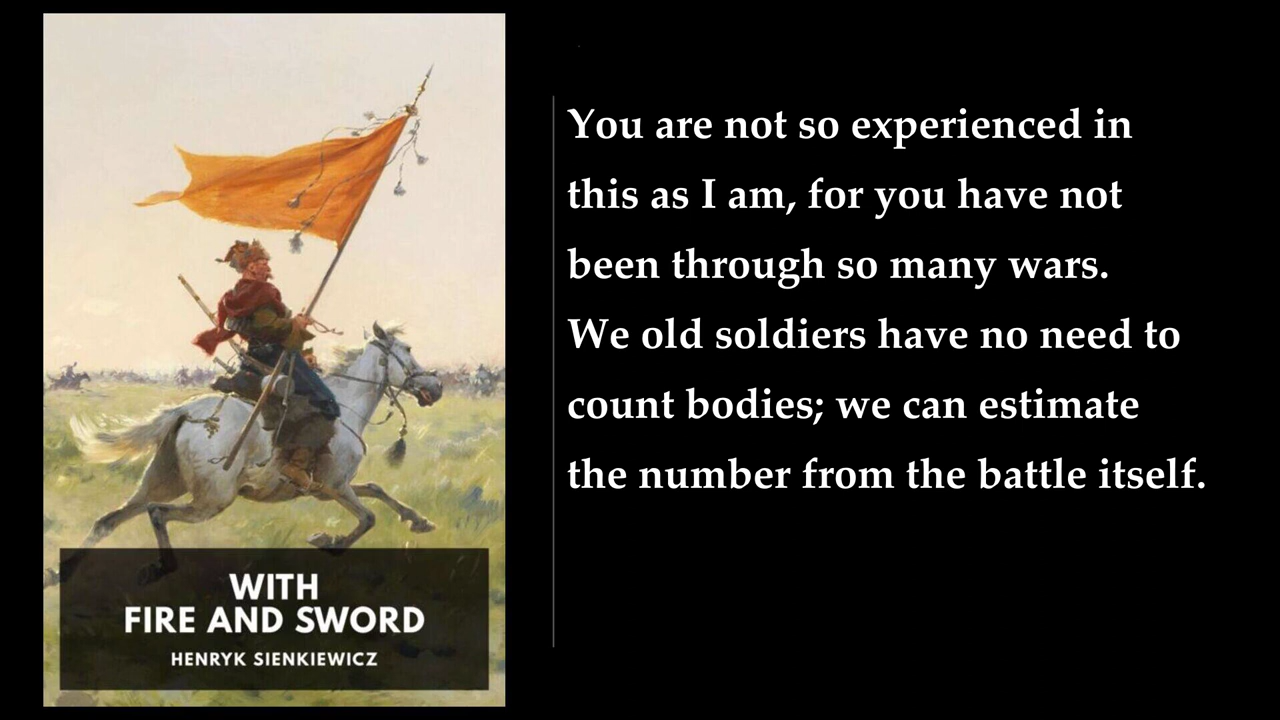 WITH
FIRE AND SWORD
HENRYK SIENKIEWICZ
You are not so experienced in
this as I am, for you have not
been through so many wars.
We old soldiers have no need to
count bodies; we can estimate
the number from the battle itself.